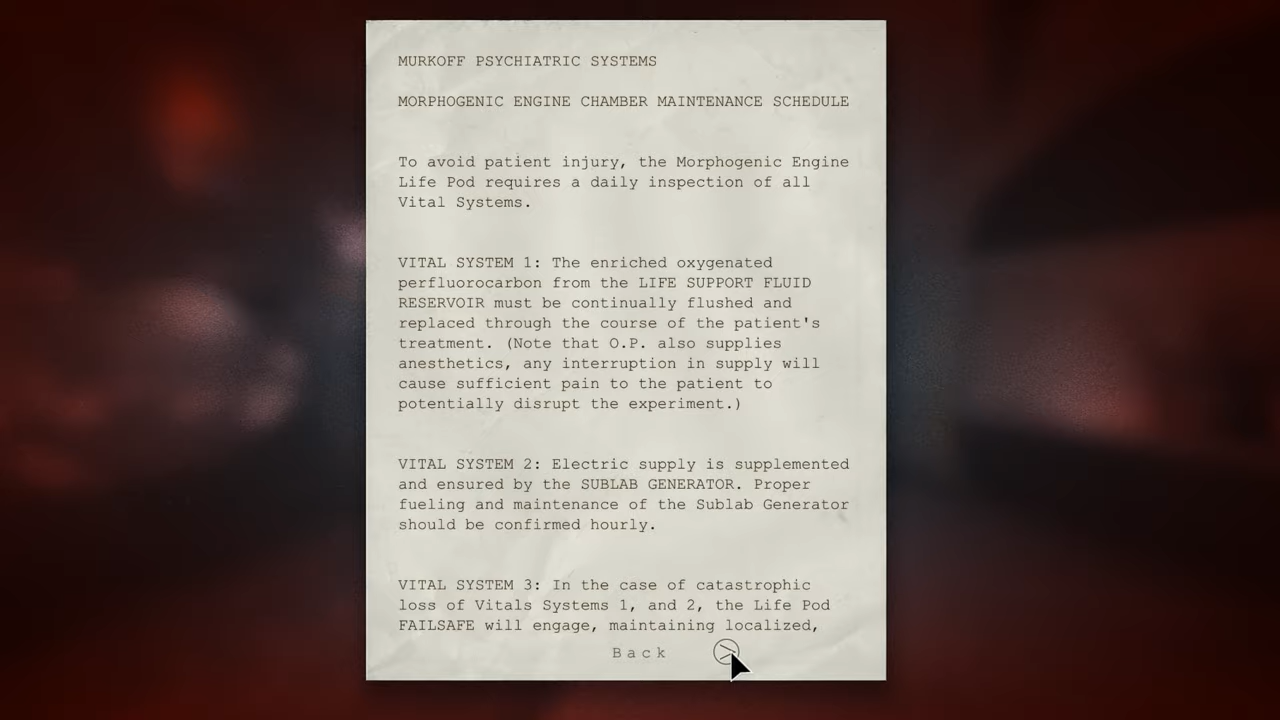 MURKOFF PSYCHIATRIC SYSTEMS
MORPHOGENIC ENGINE CHAMBER MAINTENANCE SCHEDULE
To avoid patient injury, the Morphogenic Engine
Life Pod requires a daily inspection of all
Vital Systems.
VITAL SYSTEM 1: The enriched oxygenated
perfluorocarbon from the LIFE SUPPORT FLUID
RESERVOIR must be continually flushed and
replaced through the course of the patient's
treatment. (Note that O.P. also supplies
anesthetics, any interruption in supply will
cause sufficient pain to the patient to
potentially disrupt the experiment.)
VITAL SYSTEM 2: Electric supply is supplemented
and ensured by the SUBLAB GENERATOR. Proper
fueling and maintenance of the Sublab Generator
should be confirmed hourly.
VITAL SYSTEM 3: In the case of catastrophic
loss of Vitals Systems 1, and 2, the Life Pod
FAILSAFE will engage, maintaining localized,
Back >